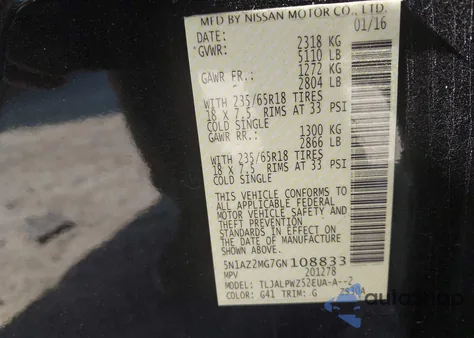 MFD BY NISSAN MOTOR CO., LTD.
DATE: 01/16
GVWR: 2318 KG
5110 LB
GAWR FR.: 1272 KG
2804 LB
WITH 235/65R18 TIRES
18 X 7.5 RIMS AT 33 PSI
COLD SINGLE
GAWR RR.: 1300 KG
2866 LB
WITH 235/65R18 TIRES
18 X 7.5 RIMS AT 33 PSI
COLD SINGLE
THIS VEHICLE CONFORMS TO
ALL APPLICABLE FEDERAL
MOTOR VEHICLE SAFETY AND
THEFT PREVENTION
STANDARDS IN EFFECT ON
THE DATE OF MANUFACTURE
SHOWN ABOVE
5N1AZ2MG7GN108833
MPV 201278
MODEL: TLJALPWZ52EUA-A--2
COLOR: G41 TRIM: G
autosnap